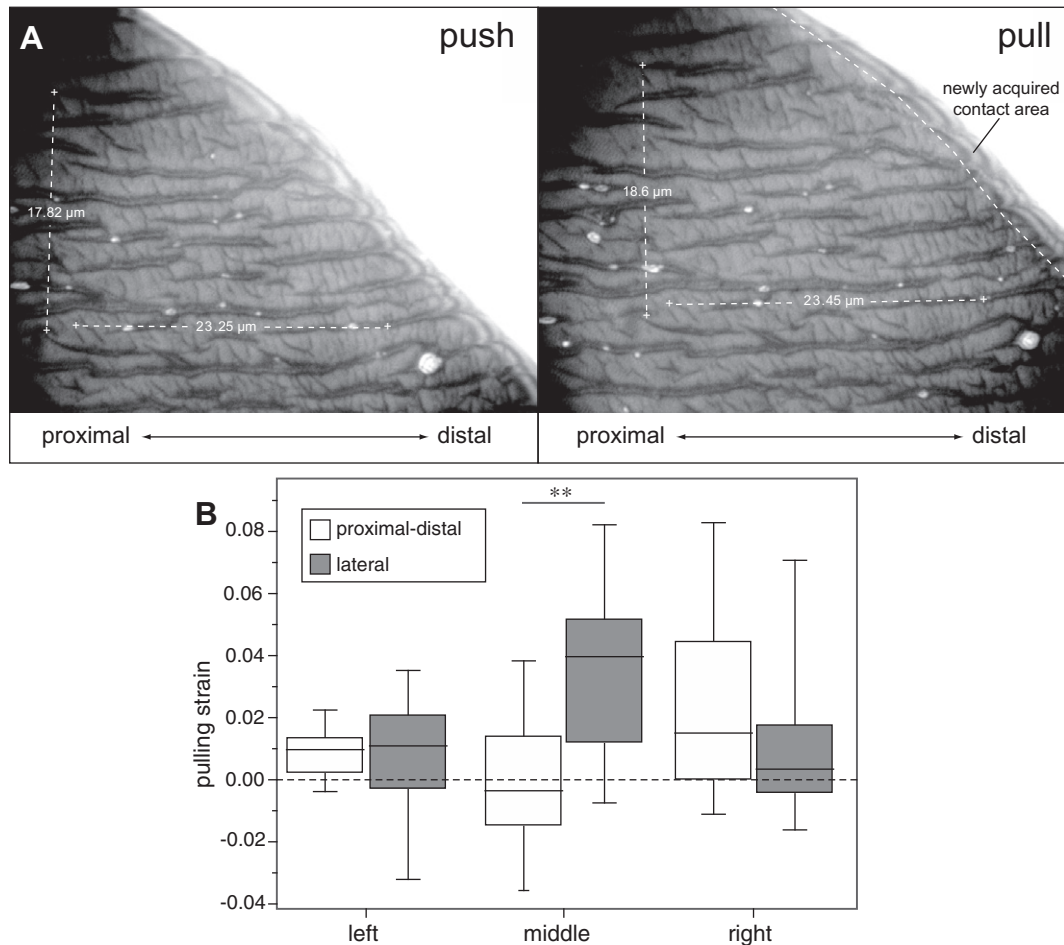 A
push
17.82 µm
23.25 µm
proximal
distal
pull
newly acquired
contact area
18.6 µm
23.45 µm
proximal
distal
B
**
proximal-distal
lateral
pulling strain
0.08
0.06
0.04
0.02
0.00
-0.02
-0.04
left
middle
right